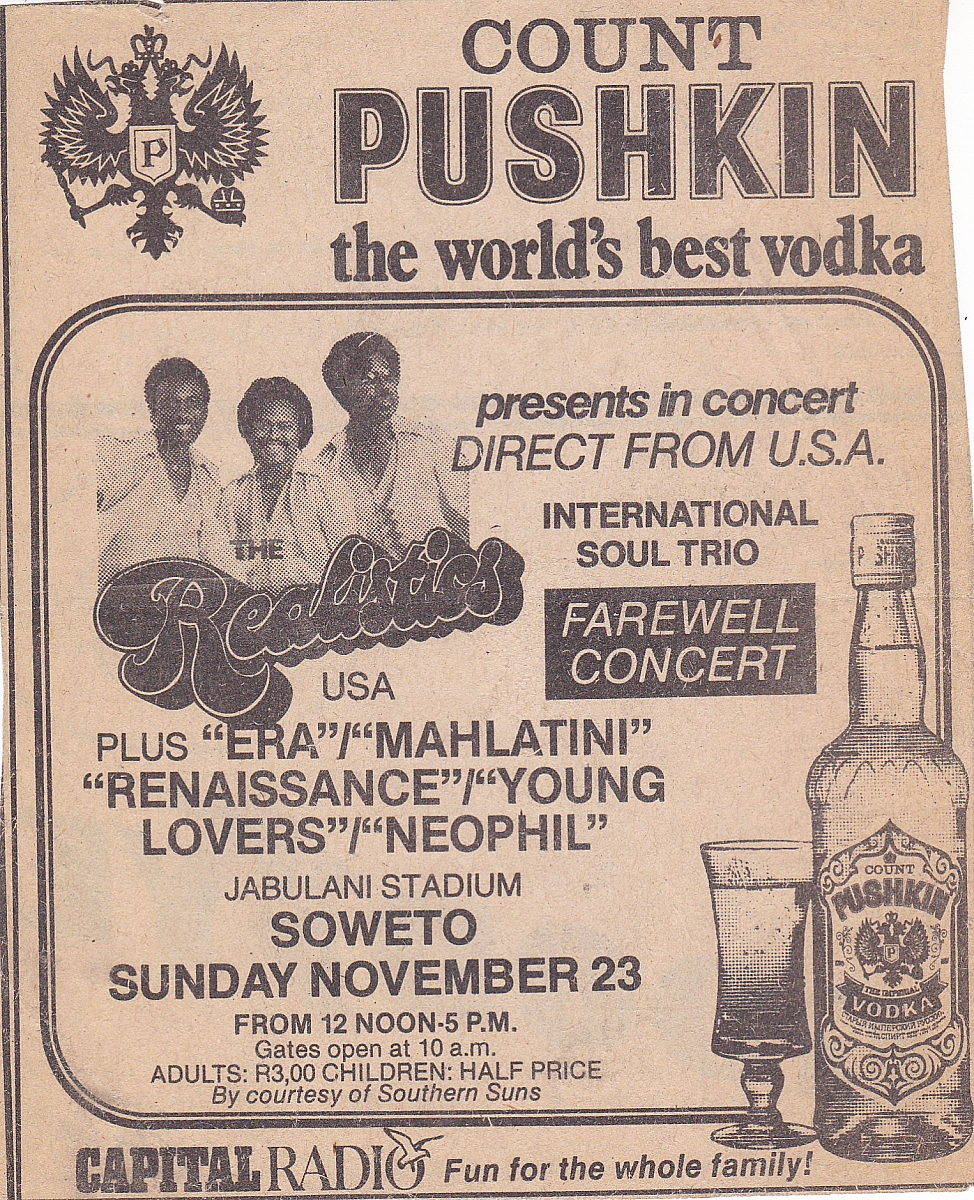 COUNT
PUSHKIN
the world's best vodka
P
presents in concert
DIRECT FROM U.S.A.
INTERNATIONAL
SOUL TRIO
FAREWELL
CONCERT
THE
Realistics
USA
PLUS "ERA"/"MAHLATINI"
"RENAISSANCE"/"YOUNG
LOVERS"/"NEOPHIL"
JABULANI STADIUM
SOWETO
SUNDAY NOVEMBER 23
FROM 12 NOON-5 P.M.
Gates open at 10 a.m.
ADULTS: R3,00 CHILDREN: HALF PRICE
By courtesy of Southern Suns
COUNT
PUSHKIN
P
THE IMPERIAL
VODKA
CAPITAL RADIO Fun for the whole family!